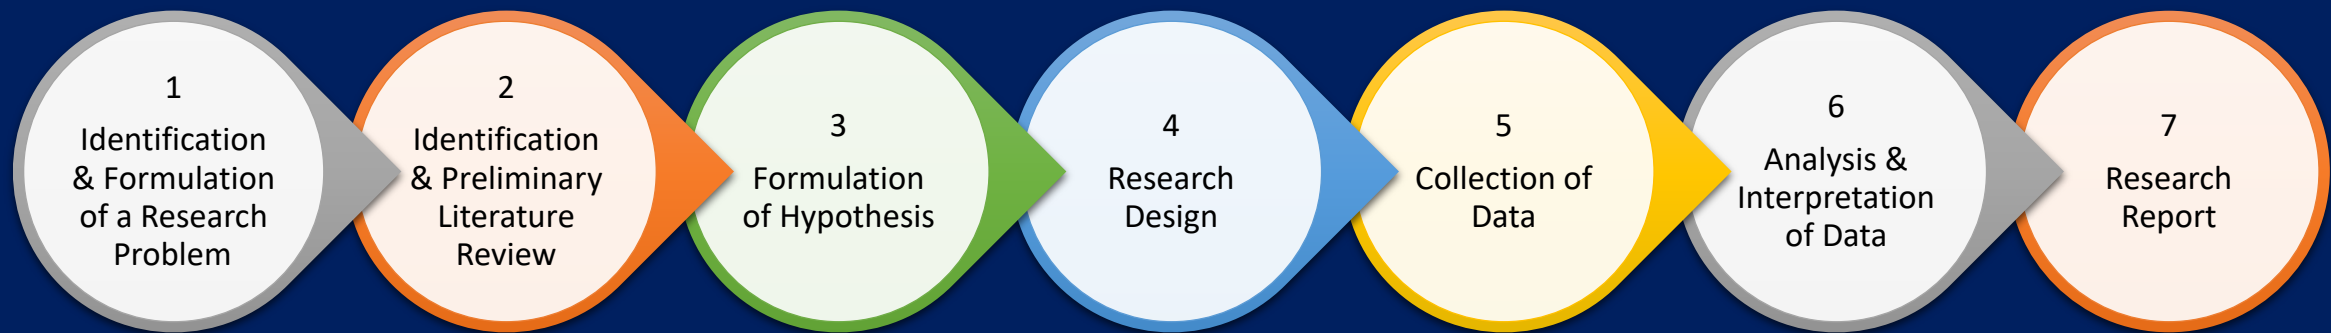 1
Identification
& Formulation
of a Research
Problem
2
Identification
& Preliminary
Literature
Review
3
Formulation
of Hypothesis
4
Research
Design
5
Collection of
Data
6
Analysis &
Interpretation
of Data
7
Research
Report